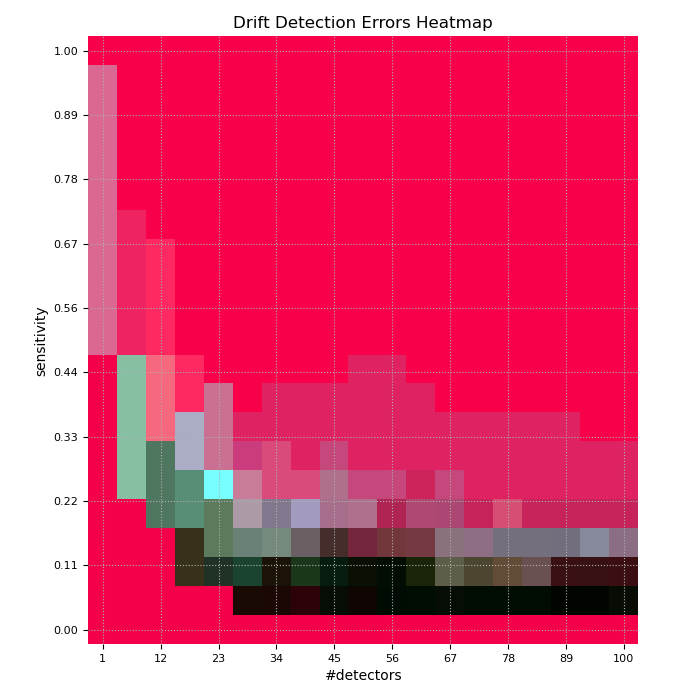 Drift Detection Errors Heatmap
1.00
0.89
0.78
0.67
0.56
0.44
0.33
0.22
0.11
0.00
sensitivity
1 12 23 34 45 56 67 78 89 100
#detectors